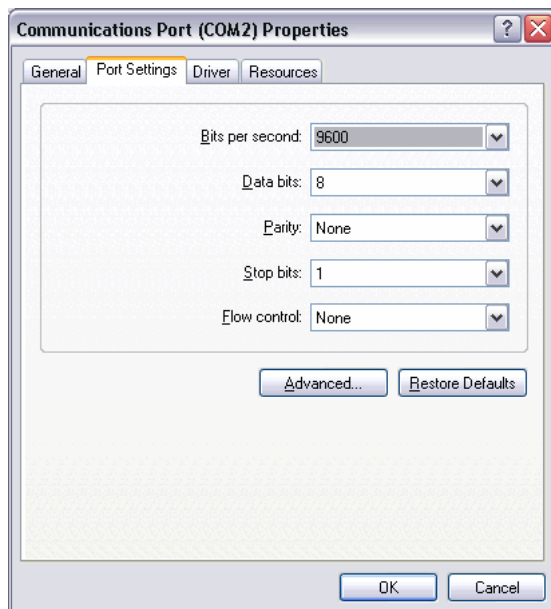 Communications Port (COM2) Properties
General Port Settings Driver Resources
Bits per second: 9600
Data bits: 8
Parity: None
Stop bits: 1
Flow control: None
Advanced... Restore Defaults
OK Cancel